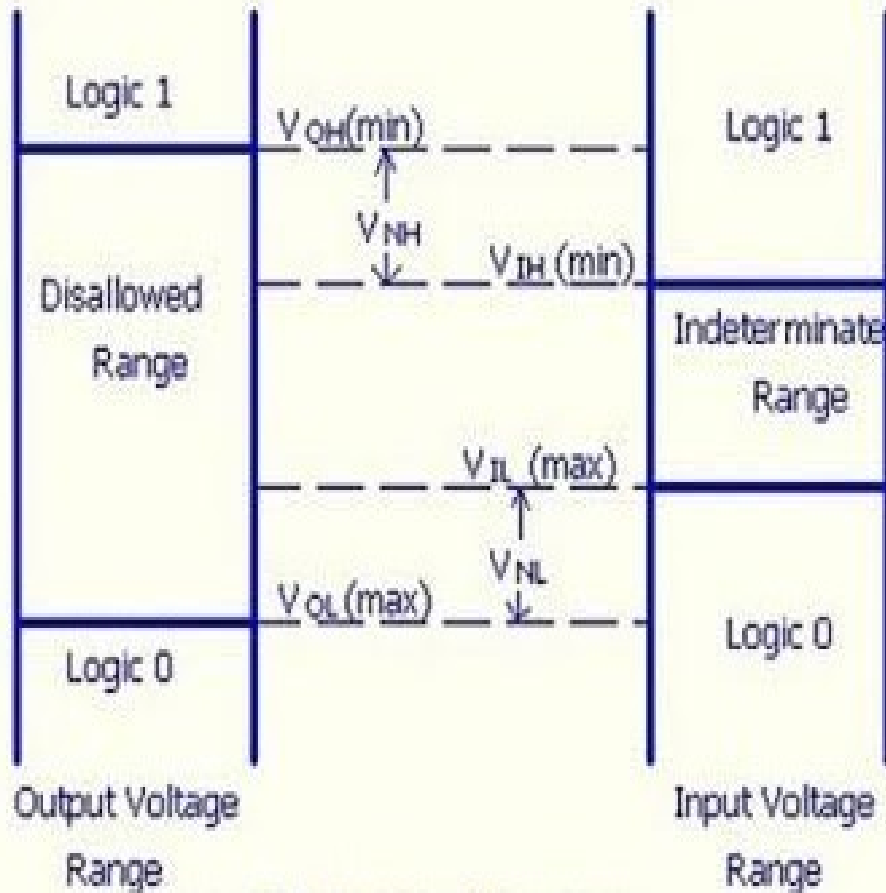 Logic 1
VOH(min)
Logic 1
VNH
VIH (min)
Disallowed
Range
Indeterminate
Range
VIL (max)
VNL
VOL(max)
Logic 0
Logic 0
Output Voltage
Range
Input Voltage
Range